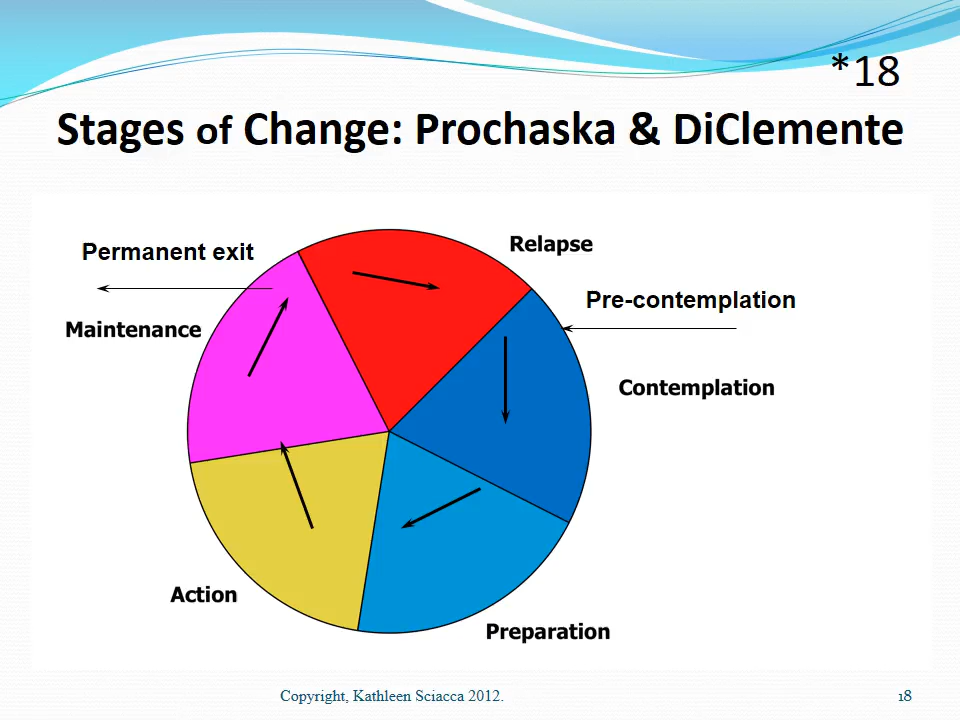 *18
Stages of Change: Prochaska & DiClemente
Relapse
Permanent exit
Pre-contemplation
Maintenance
Contemplation
Action
Preparation
Copyright, Kathleen Sciacca 2012.
18